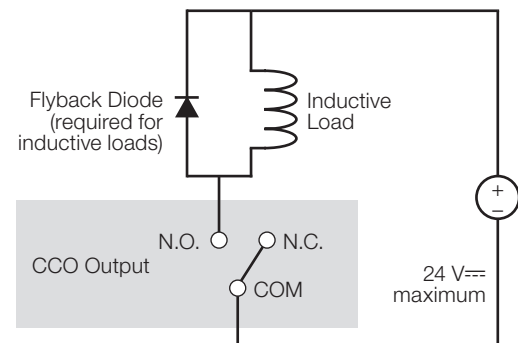 Flyback Diode
(required for
inductive loads)
Inductive
Load
+
–
N.O.
N.C.
CCO Output
COM
24 V⎓
maximum